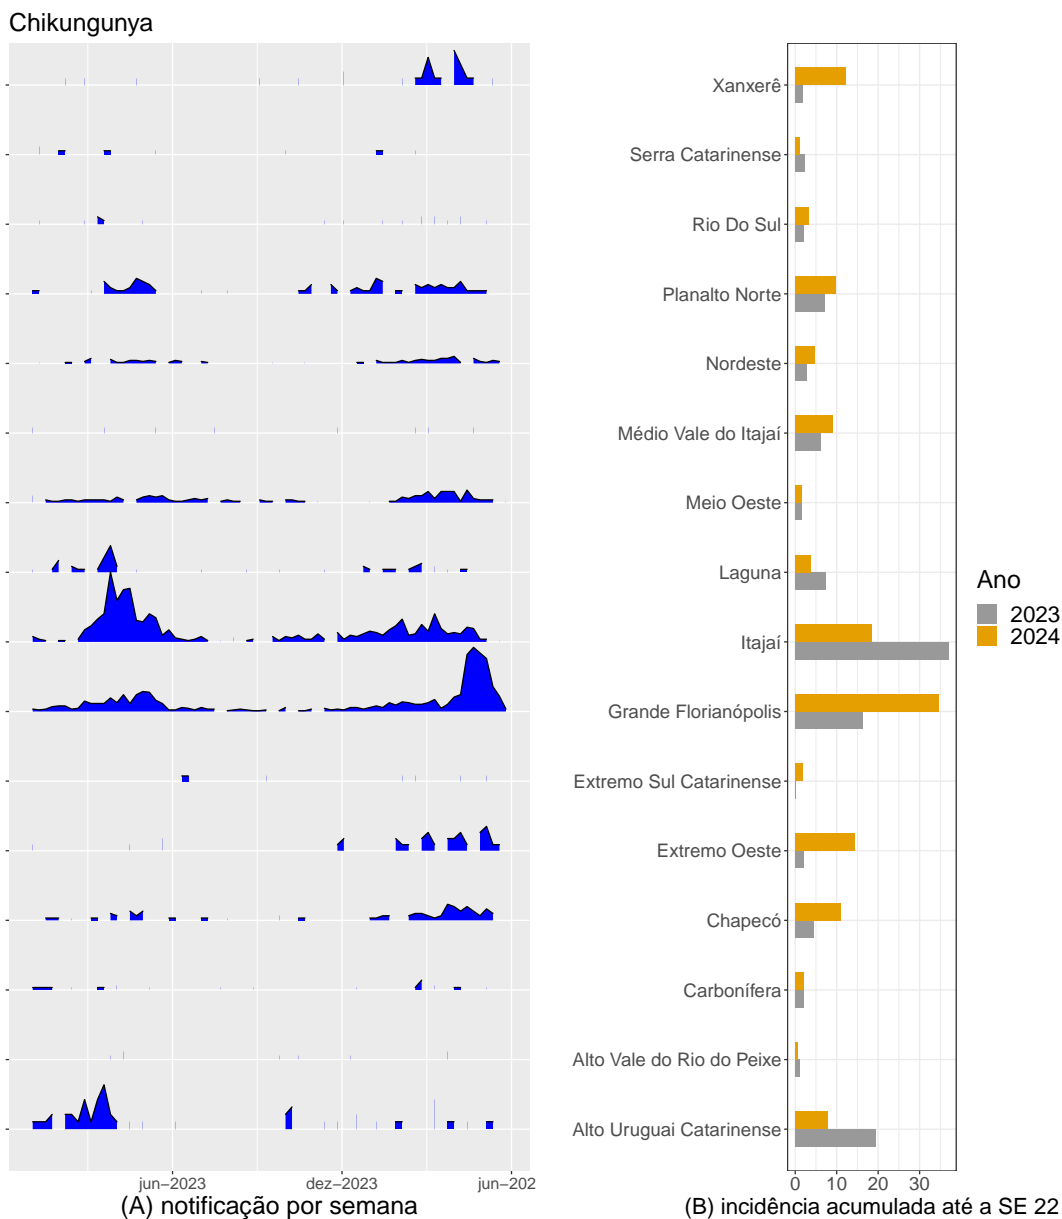 Chikungunya
Xanxerê
Serra Catarinense
Rio Do Sul
Planalto Norte
Nordeste
Médio Vale do Itajaí
Meio Oeste
Laguna
Itajaí
Grande Florianópolis
Extremo Sul Catarinense
Extremo Oeste
Chapecó
Carbonífera
Alto Vale do Rio do Peixe
Alto Uruguai Catarinense
Ano
2023
2024
jun−2023 dez−2023 jun−202
0 10 20 30
(A) notificação por semana
(B) incidência acumulada até a SE 22